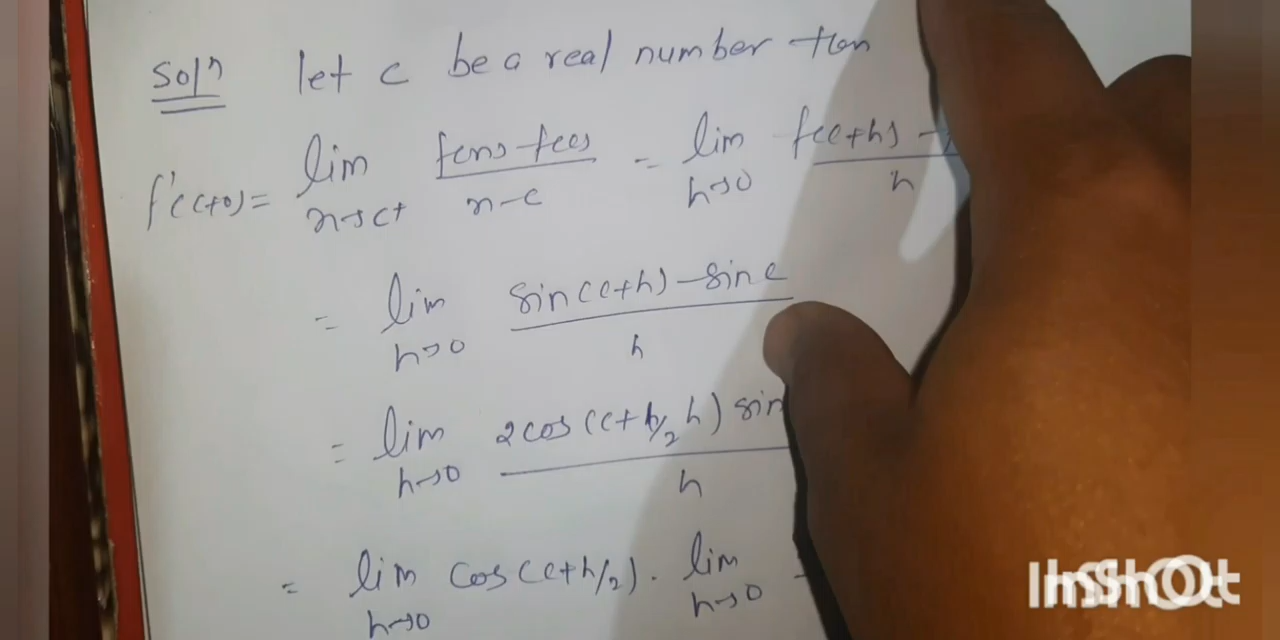 Soln let c be a real number then
f'(c+0) = lim x→c+ f(x)-f(c) / x-c = lim h→0 f(c+h) - / h
= lim h→0 sin(c+h)-sin c / h
= lim h→0 2cos(c+1/2 h) sin / h
= lim h→0 cos(c+h/2) . lim h→0
InShOt